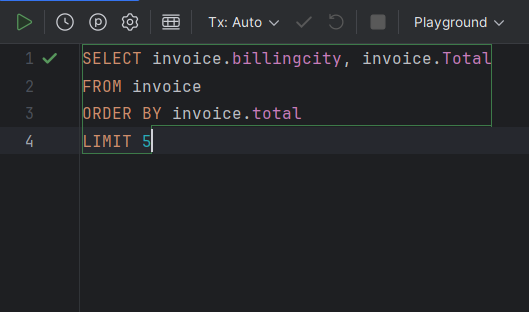 Tx: Auto Playground
1 SELECT invoice.billingcity, invoice.Total
2 FROM invoice
3 ORDER BY invoice.total
4 LIMIT 5